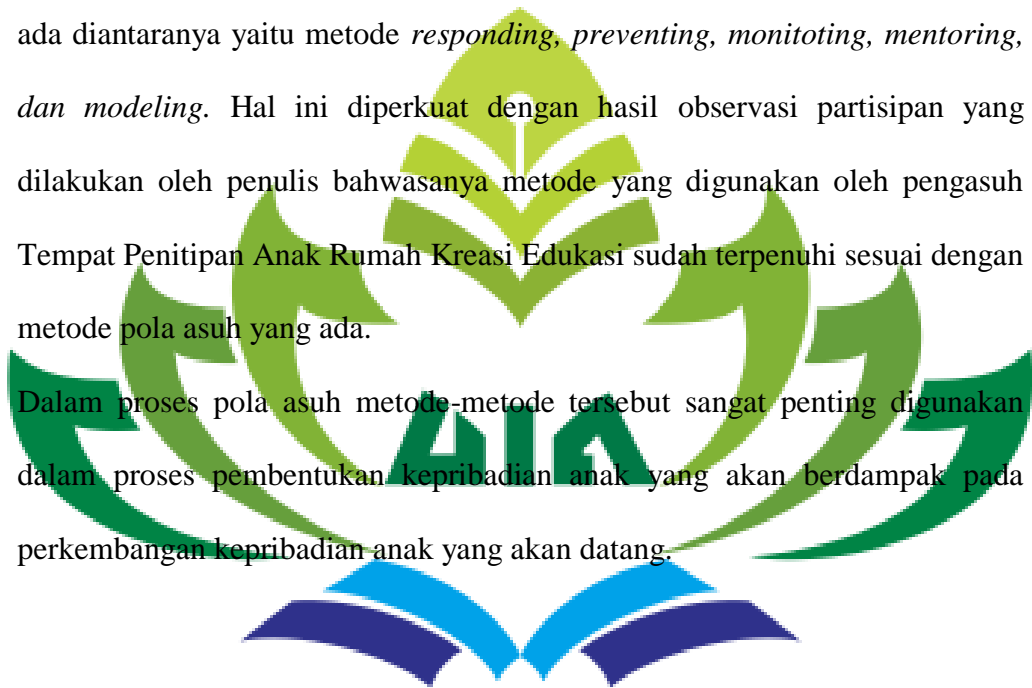 ada diantaranya yaitu metode responding, preventing, monitoting, mentoring,
dan modeling. Hal ini diperkuat dengan hasil observasi partisipan yang
dilakukan oleh penulis bahwasanya metode yang digunakan oleh pengasuh
Tempat Penitipan Anak Rumah Kreasi Edukasi sudah terpenuhi sesuai dengan
metode pola asuh yang ada.
Dalam proses pola asuh metode-metode tersebut sangat penting digunakan
dalam proses pembentukan kepribadian anak yang akan berdampak pada
perkembangan kepribadian anak yang akan datang.